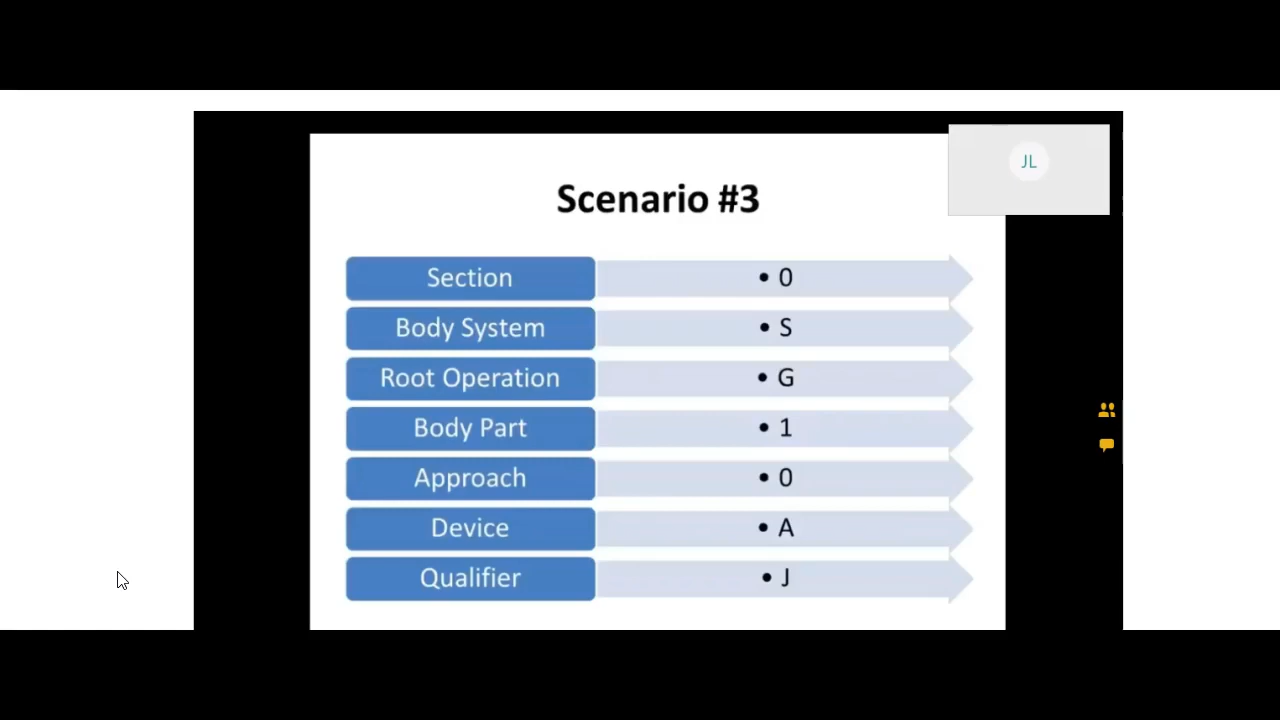 JL
Scenario #3
Section • 0
Body System • S
Root Operation • G
Body Part • 1
Approach • 0
Device • A
Qualifier • J